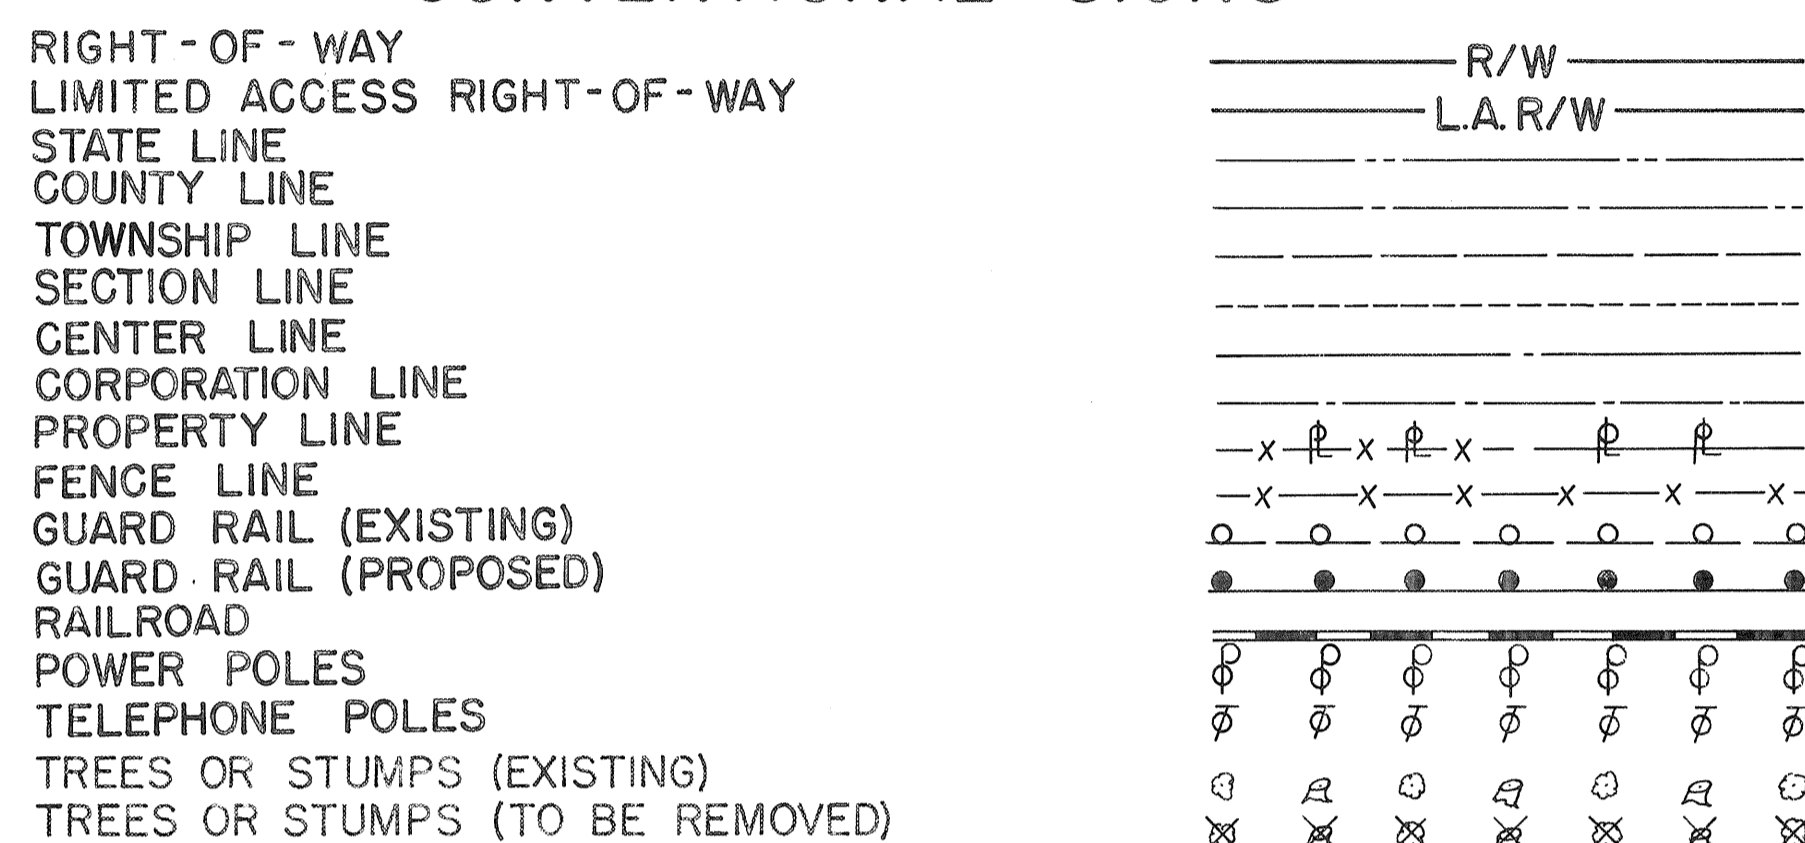 RIGHT-OF-WAY R/W
LIMITED ACCESS RIGHT-OF-WAY L.A. R/W
STATE LINE
COUNTY LINE
TOWNSHIP LINE
SECTION LINE
CENTER LINE
CORPORATION LINE
PROPERTY LINE
FENCE LINE
GUARD RAIL (EXISTING)
GUARD RAIL (PROPOSED)
RAILROAD
POWER POLES
TELEPHONE POLES
TREES OR STUMPS (EXISTING)
TREES OR STUMPS (TO BE REMOVED)